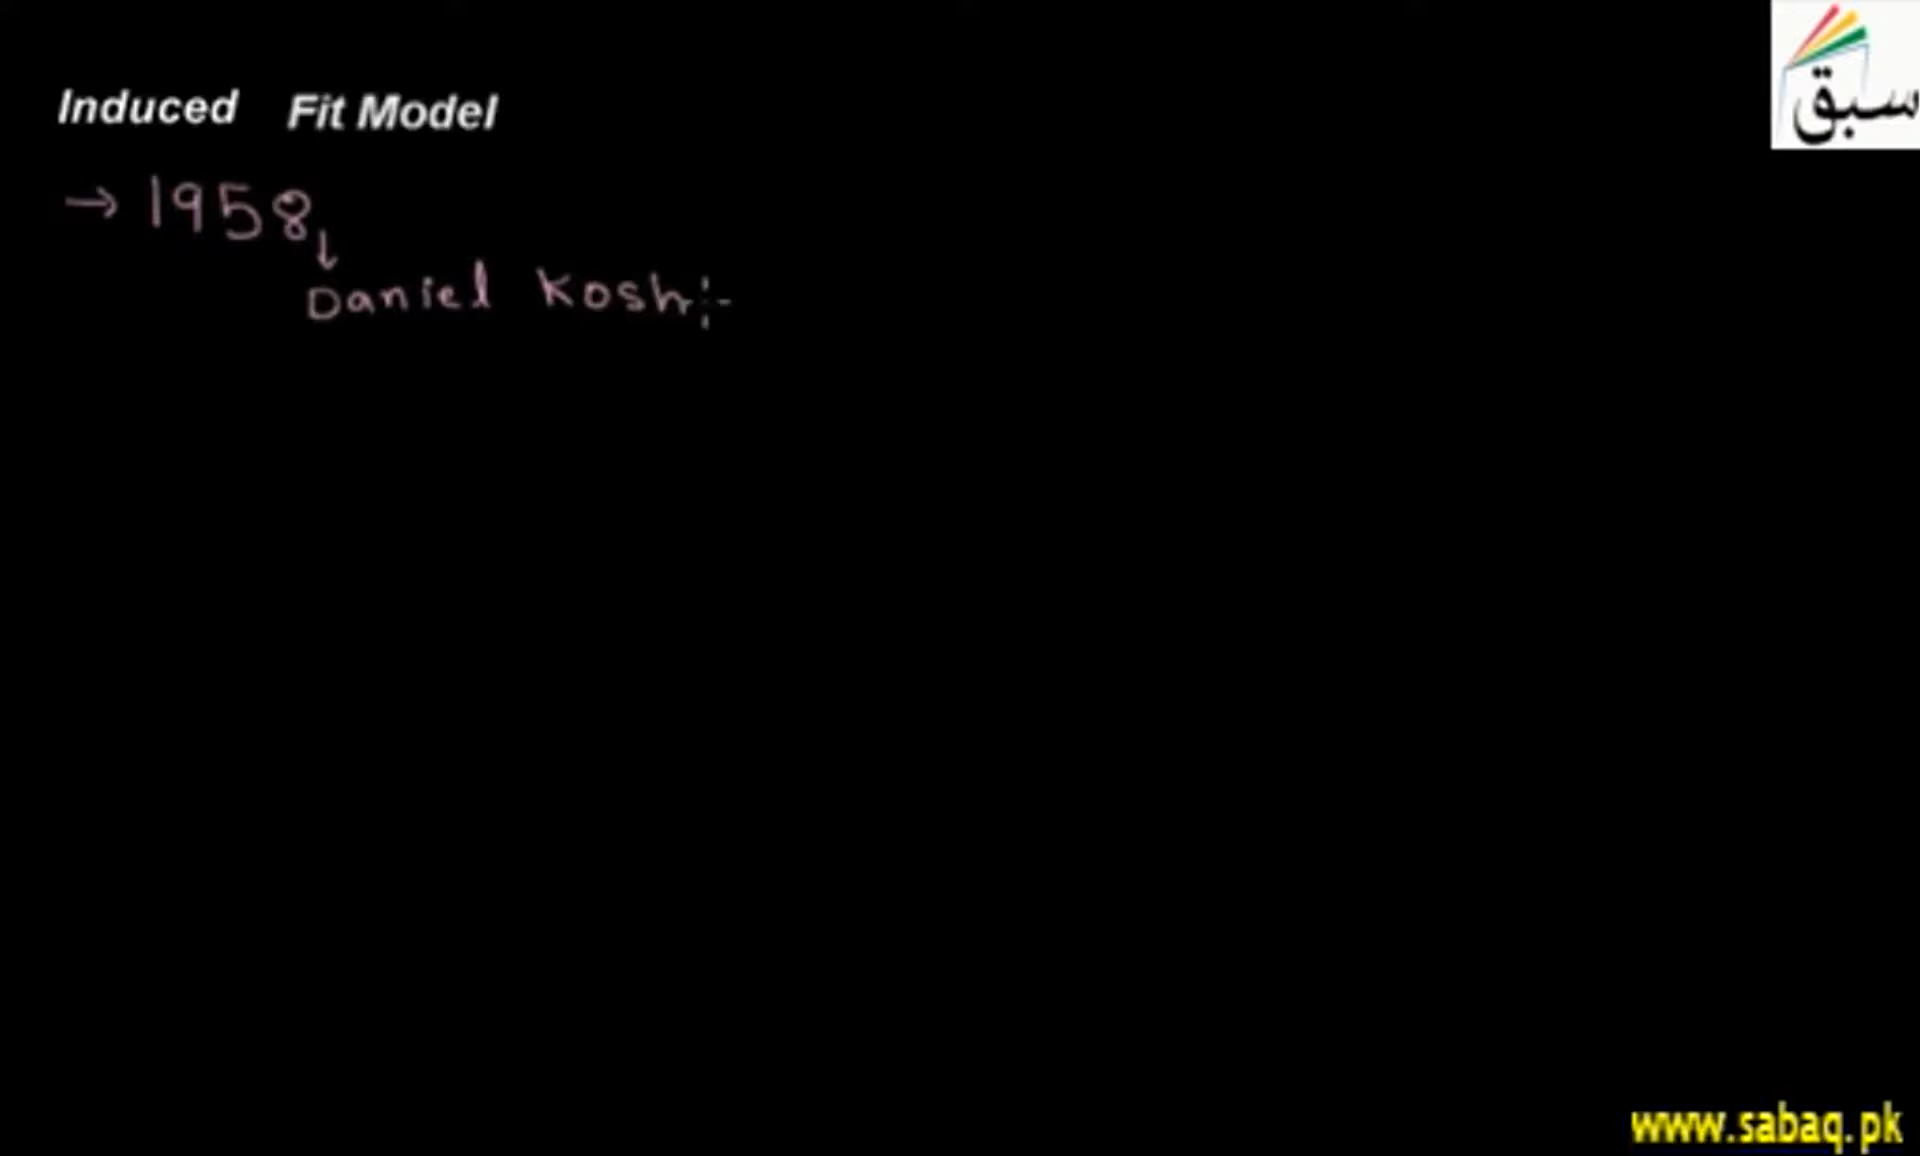 Induced Fit Model
→ 1958
↓
Daniel Kosh
سبق
www.sabaq.pk